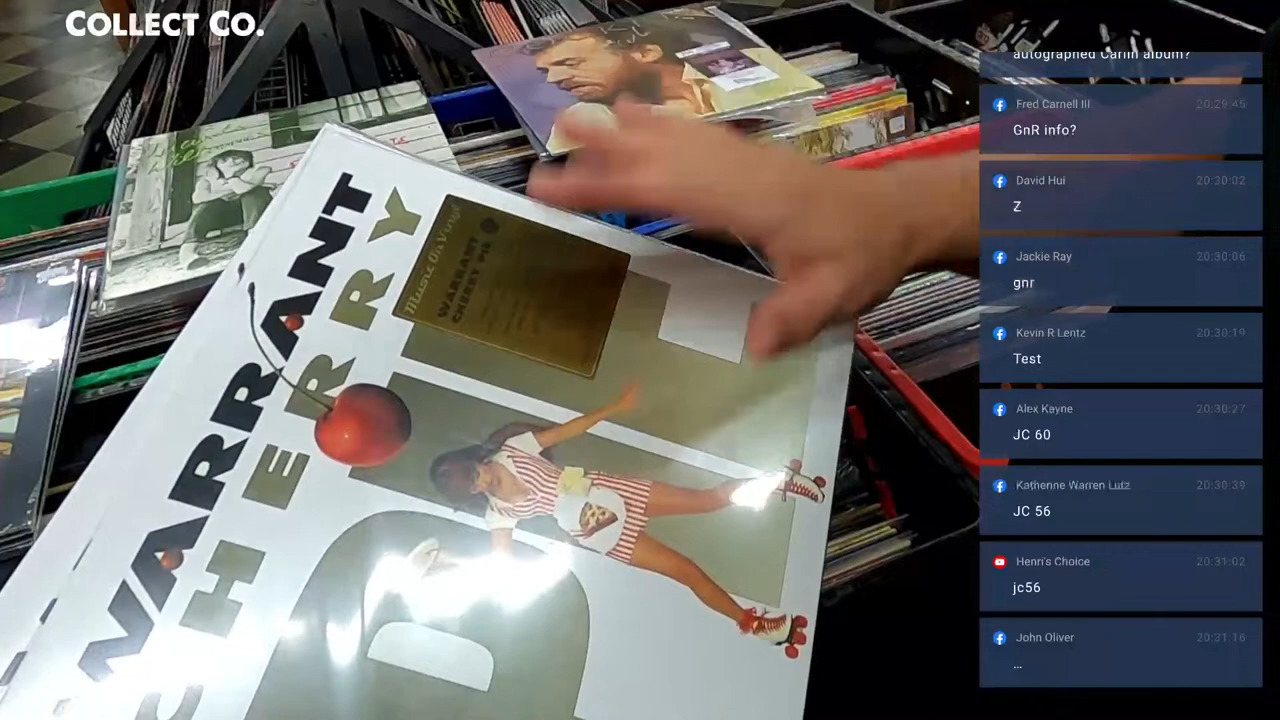 COLLECT CO.
WARRANT
CHERRY
Music On Vinyl
WARRANT
CHERRY PIE
autographed Carlin album?
Fred Carnell III 20:29:45
GnR info?
David Hui 20:30:02
Z
Jackie Ray 20:30:06
gnr
Kevin R Lentz 20:30:19
Test
Alex Kayne 20:30:27
JC 60
Katherine Warren Lutz 20:30:39
JC 56
Henri's Choice 20:31:02
jc56
John Oliver 20:31:16
...